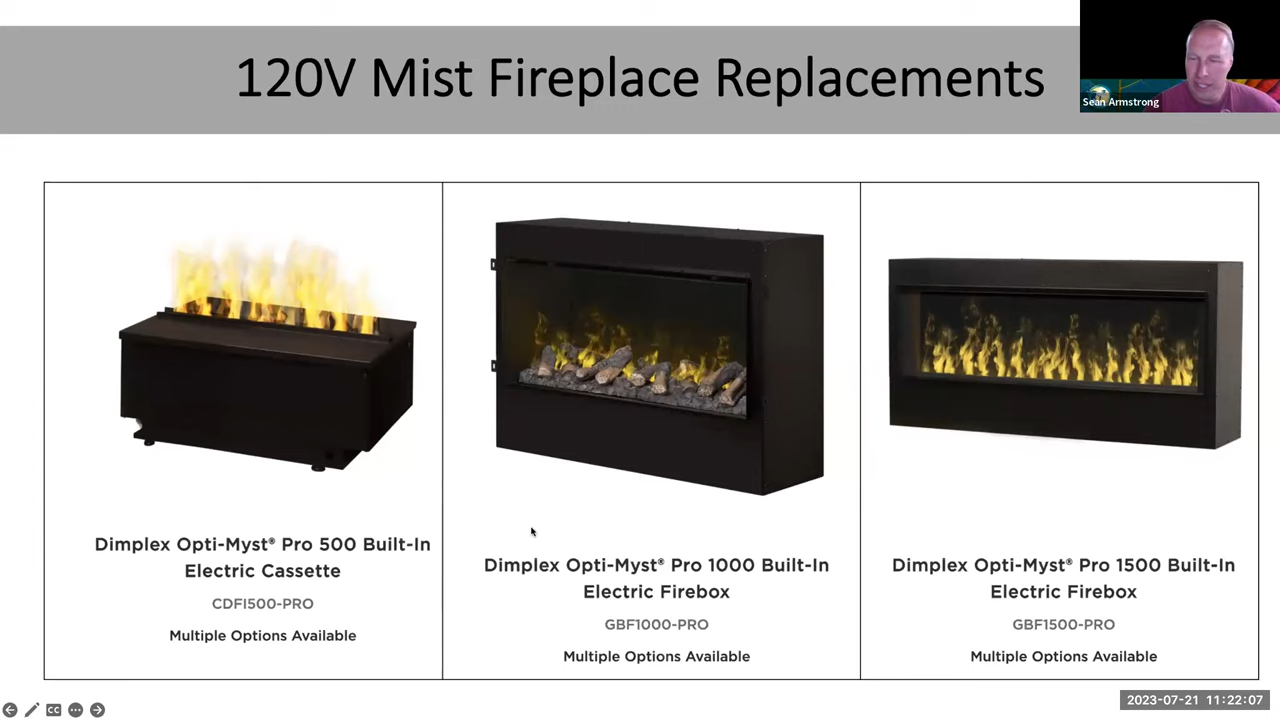 120V Mist Fireplace Replacements
Sean Armstrong
Dimplex Opti-Myst® Pro 500 Built-In
Electric Cassette
CDFI500-PRO
Multiple Options Available
Dimplex Opti-Myst® Pro 1000 Built-In
Electric Firebox
GBF1000-PRO
Multiple Options Available
Dimplex Opti-Myst® Pro 1500 Built-In
Electric Firebox
GBF1500-PRO
Multiple Options Available
CC
2023-07-21 11:22:07